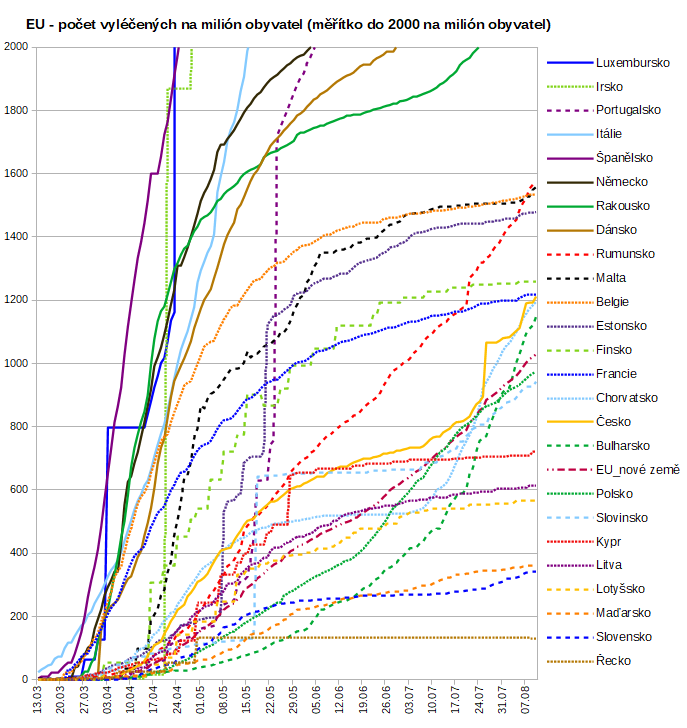 EU - počet vyléčených na milión obyvatel (měřítko do 2000 na milión obyvatel)
2000
1800
1600
1400
1200
1000
800
600
400
200
0
13.03
20.03
27.03
03.04
10.04
17.04
24.04
01.05
08.05
15.05
22.05
29.05
05.06
12.06
19.06
26.06
03.07
10.07
17.07
24.07
31.07
07.08
Luxembursko
Irsko
Portugalsko
Itálie
Španělsko
Německo
Rakousko
Dánsko
Rumunsko
Malta
Belgie
Estonsko
Finsko
Francie
Chorvatsko
Česko
Bulharsko
EU_nové země
Polsko
Slovinsko
Kypr
Litva
Lotyšsko
Maďarsko
Slovensko
Řecko